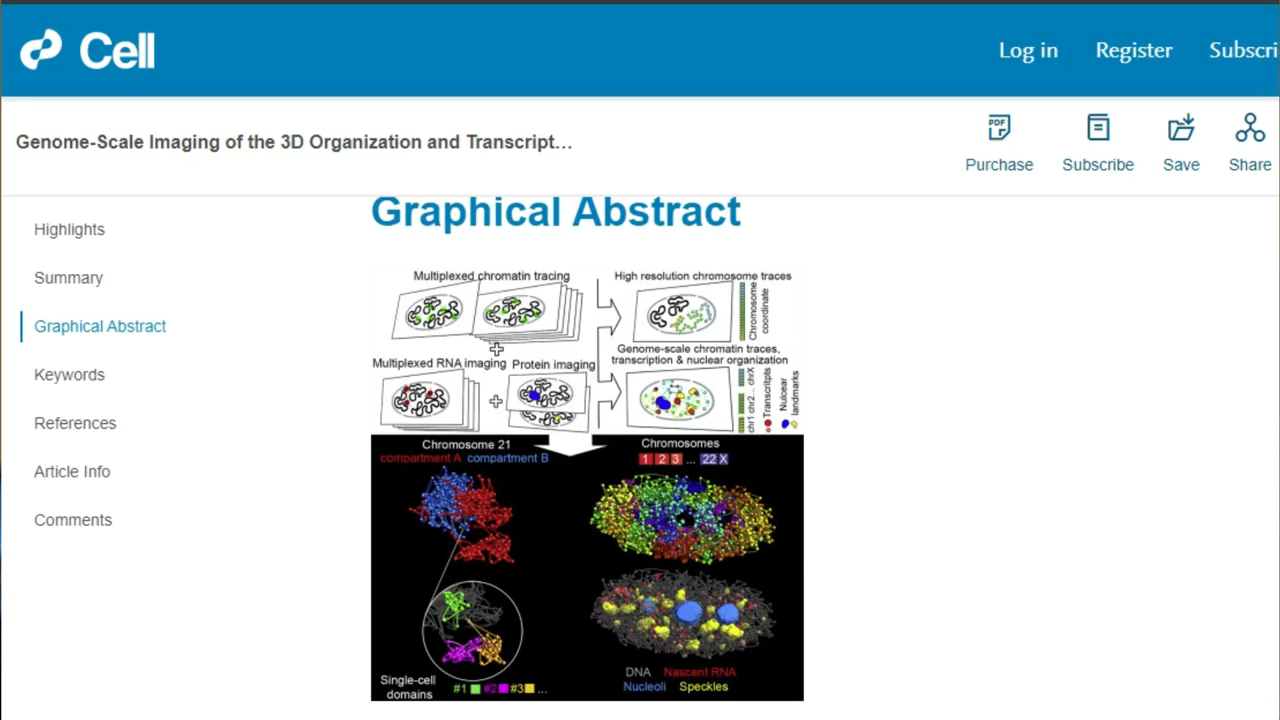 Cell
Log in
Register
Subscri
Genome-Scale Imaging of the 3D Organization and Transcript…
PDF
Purchase
Subscribe
Save
Share
Highlights
Summary
Graphical Abstract
Keywords
References
Article Info
Comments
Graphical Abstract
Multiplexed chromatin tracing
High resolution chromosome traces
Chromosome
coordinate
Multiplexed RNA imaging
Protein imaging
Genome-scale chromatin traces,
transcription & nuclear organization
chr1 chr2... chrX
Transcritpts
Nulcear
landmarks
Chromosome 21
compartment A compartment B
Chromosomes
1 2 3 ... 22 X
Single-cell
domains
#1 #2 #3 ...
DNA Nascent RNA
Nucleoli Speckles